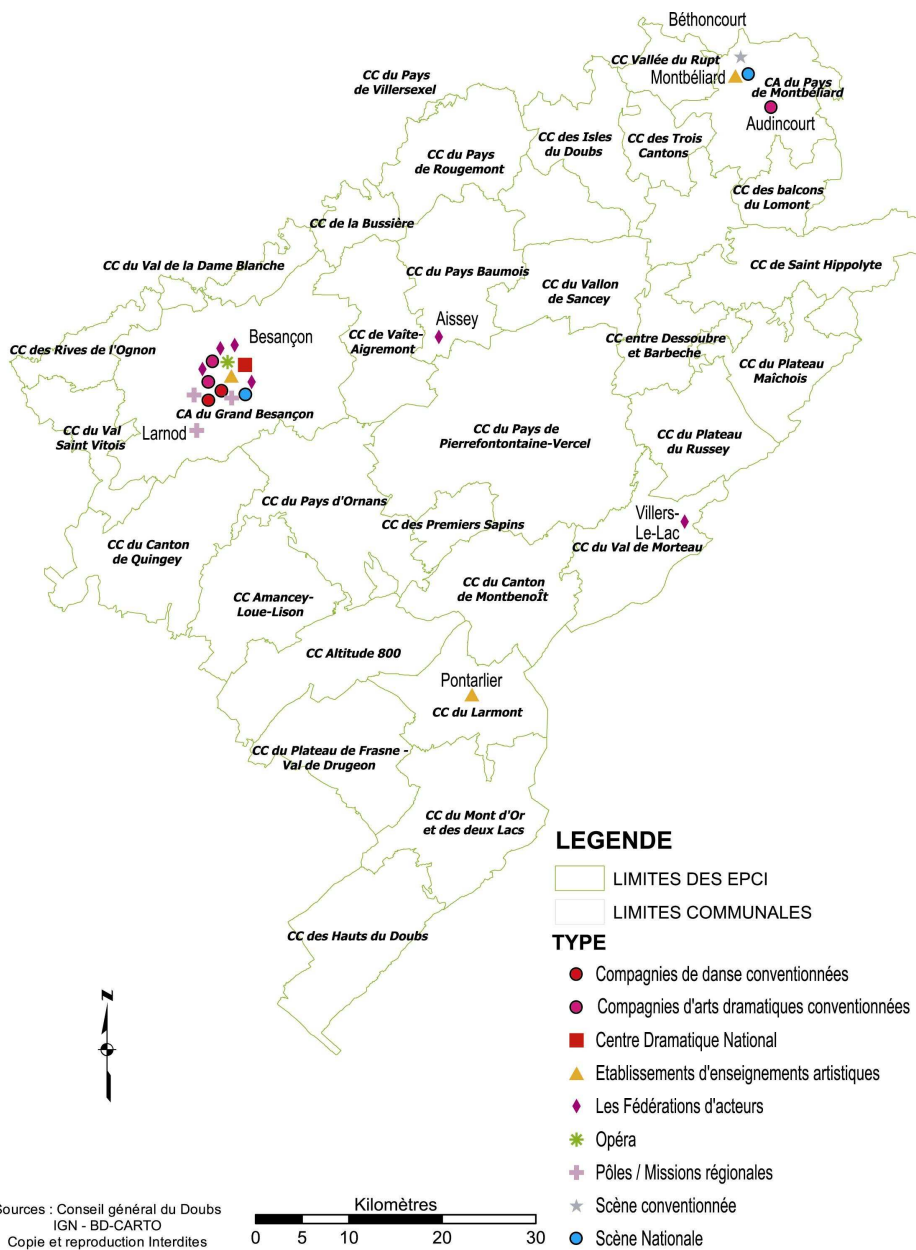 Béthoncourt
CC Vallée du Rupt
Montbéliard
CA du Pays
de Montbéliard
Audincourt
CC du Pays
de Villersexel
CC des Isles
du Doubs
CC des Trois
Cantons
CC du Pays
de Rougemont
CC des balcons
du Lomont
CC de la Bussière
CC du Val de la Dame Blanche
CC du Pays Baumois
CC de Saint Hippolyte
CC du Vallon
de Sancey
Aissey
Besançon
CC de Vaîte-
Aigremont
CC entre Dessoubre
et Barbeche
CC des Rives de l'Ognon
CC du Plateau
Maîchois
CA du Grand Besançon
Larnod
CC du Val
Saint Vitois
CC du Pays de
Pierrefontontaine-Vercel
CC du Plateau
du Russey
CC du Pays d'Ornans
CC des Premiers Sapins
Villers-
Le-Lac
CC du Val de Morteau
CC du Canton
de Quingey
CC du Canton
de MontbenoÎt
CC Amancey-
Loue-Lison
CC Altitude 800
Pontarlier
CC du Larmont
CC du Plateau de Frasne -
Val de Drugeon
CC du Mont d'Or
et des deux Lacs
CC des Hauts du Doubs
LEGENDE
LIMITES DES EPCI
LIMITES COMMUNALES
TYPE
Compagnies de danse conventionnées
Compagnies d'arts dramatiques conventionnées
Centre Dramatique National
Etablissements d'enseignements artistiques
Les Fédérations d'acteurs
Opéra
Pôles / Missions régionales
Scène conventionnée
Scène Nationale
N
Kilomètres
0 5 10 20 30
ources : Conseil général du Doubs
IGN - BD-CARTO
Copie et reproduction Interdites